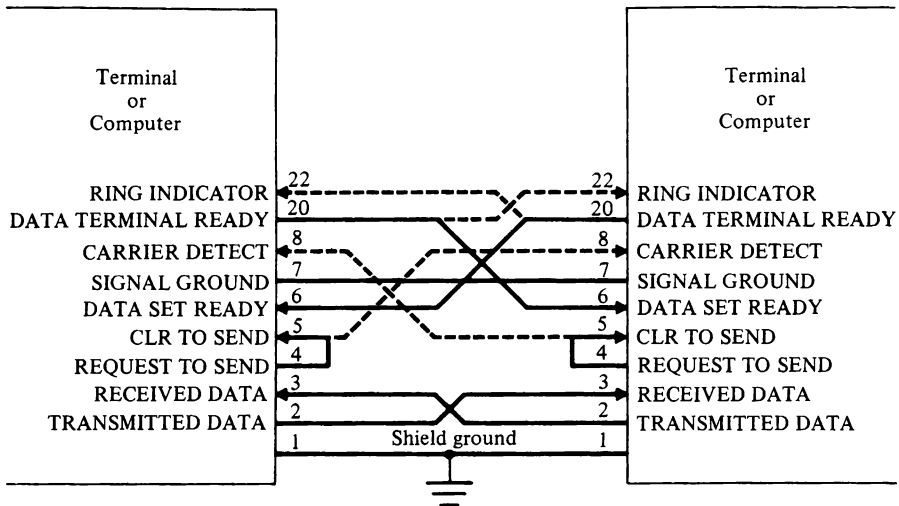 Terminal
or
Computer
Terminal
or
Computer
RING INDICATOR 22 22 RING INDICATOR
DATA TERMINAL READY 20 20 DATA TERMINAL READY
CARRIER DETECT 8 8 CARRIER DETECT
SIGNAL GROUND 7 7 SIGNAL GROUND
DATA SET READY 6 6 DATA SET READY
CLR TO SEND 5 5 CLR TO SEND
REQUEST TO SEND 4 4 REQUEST TO SEND
RECEIVED DATA 3 3 RECEIVED DATA
TRANSMITTED DATA 2 2 TRANSMITTED DATA
1 Shield ground 1